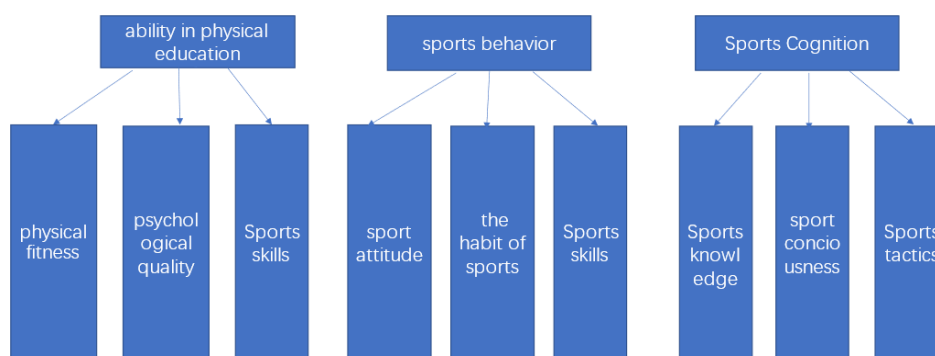 ability in physical
education
sports behavior
Sports Cognition
physical
fitness
psychol
ogical
quality
Sports
skills
sport
attitude
the
habit of
sports
Sports
skills
Sports
knowl
edge
sport
concio
usness
Sports
tactics